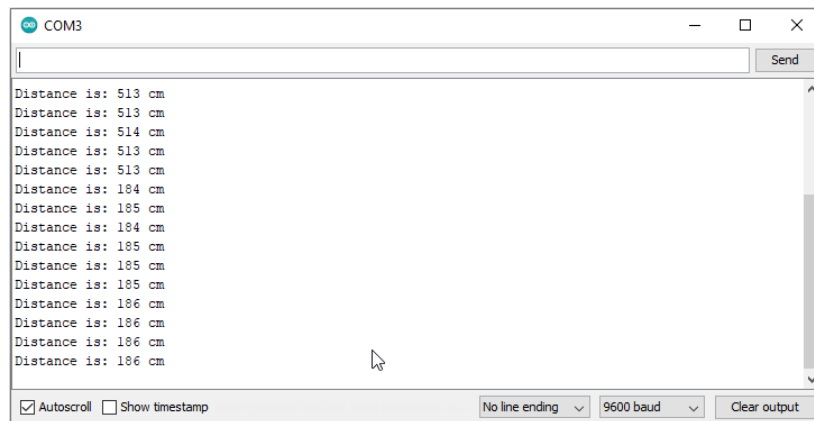 COM3
Send
Distance is: 513 cm
Distance is: 513 cm
Distance is: 514 cm
Distance is: 513 cm
Distance is: 513 cm
Distance is: 184 cm
Distance is: 185 cm
Distance is: 184 cm
Distance is: 185 cm
Distance is: 185 cm
Distance is: 185 cm
Distance is: 186 cm
Distance is: 186 cm
Distance is: 186 cm
Distance is: 186 cm
Autoscroll Show timestamp No line ending 9600 baud Clear output